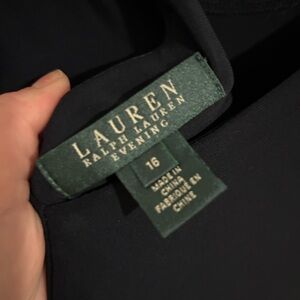 LAUREN
RALPH LAUREN
EVENING
16
MADE IN
CHINA
FABRIQUÉ EN
CHINE